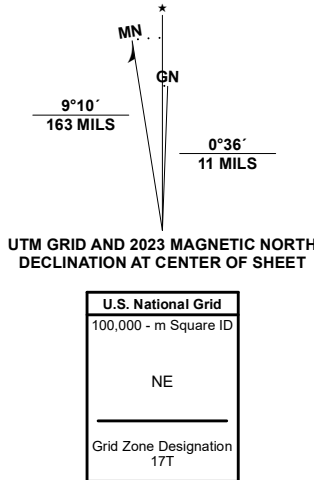 ★
MN
GN
9°10´
163 MILS
0°36´
11 MILS
UTM GRID AND 2023 MAGNETIC NORTH
DECLINATION AT CENTER OF SHEET
U.S. National Grid
100,000 - m Square ID
NE
Grid Zone Designation
17T